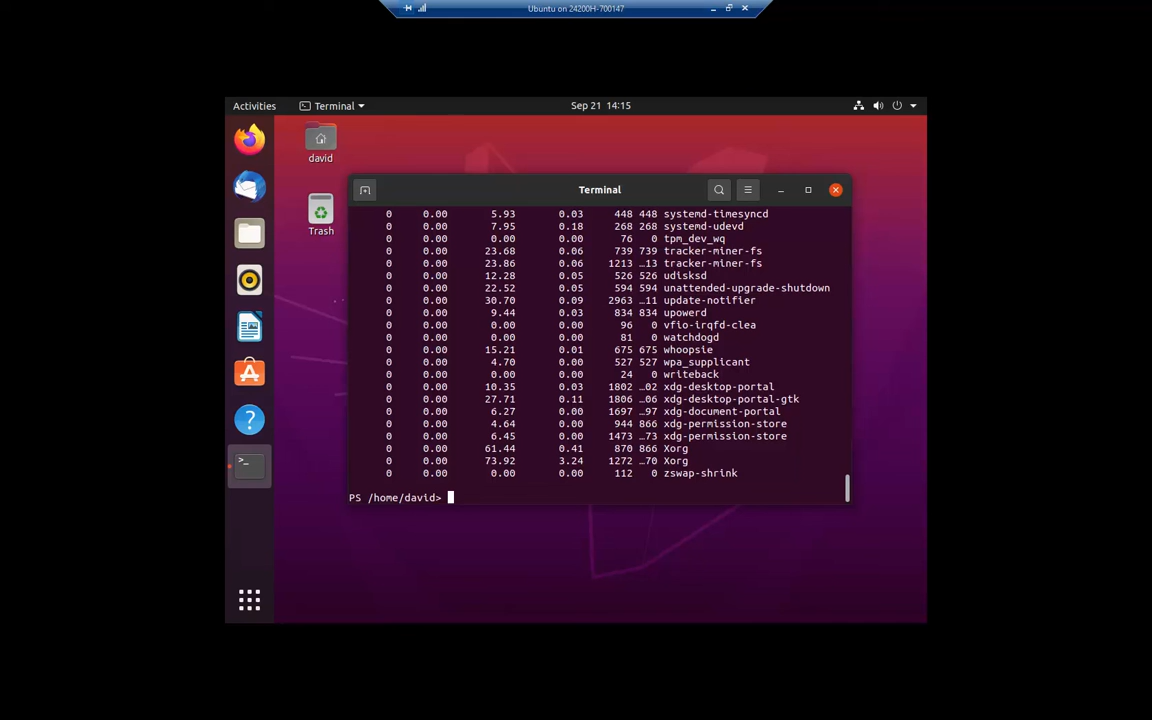 Ubuntu on 24200H-700147
Activities
Terminal
Sep 21 14:15
david
Trash
Terminal
0 0.00 5.93 0.03 448 448 systemd-timesyncd
0 0.00 7.95 0.18 268 268 systemd-udevd
0 0.00 0.00 0.00 76 0 tpm_dev_wq
0 0.00 23.68 0.06 739 739 tracker-miner-fs
0 0.00 23.86 0.06 1213 …13 tracker-miner-fs
0 0.00 12.28 0.05 526 526 udisksd
0 0.00 22.52 0.05 594 594 unattended-upgrade-shutdown
0 0.00 30.70 0.09 2963 …11 update-notifier
0 0.00 9.44 0.03 834 834 upowerd
0 0.00 0.00 0.00 96 0 vfio-irqfd-clea
0 0.00 0.00 0.00 81 0 watchdogd
0 0.00 15.21 0.01 675 675 whoopsie
0 0.00 4.70 0.00 527 527 wpa_supplicant
0 0.00 0.00 0.00 24 0 writeback
0 0.00 10.35 0.03 1802 …02 xdg-desktop-portal
0 0.00 27.71 0.11 1806 …06 xdg-desktop-portal-gtk
0 0.00 6.27 0.00 1697 …97 xdg-document-portal
0 0.00 4.64 0.00 944 866 xdg-permission-store
0 0.00 6.45 0.00 1473 …73 xdg-permission-store
0 0.00 61.44 0.41 870 866 Xorg
0 0.00 73.92 3.24 1272 …70 Xorg
0 0.00 0.00 0.00 112 0 zswap-shrink
PS /home/david>